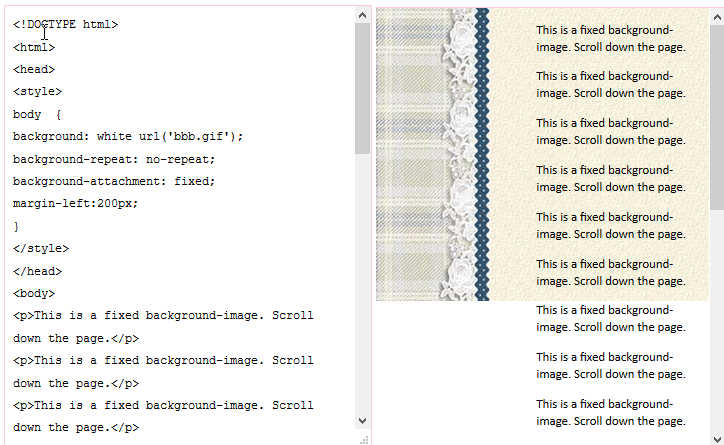 <!DOCTYPE html>
<html>
<head>
<style>
body  {
background: white url('bbb.gif');
background-repeat: no-repeat;
background-attachment: fixed;
margin-left:200px;
}
</style>
</head>
<body>
<p>This is a fixed background-image. Scroll
down the page.</p>
<p>This is a fixed background-image. Scroll
down the page.</p>
<p>This is a fixed background-image. Scroll
down the page.</p>
This is a fixed background-
image. Scroll down the page.
This is a fixed background-
image. Scroll down the page.
This is a fixed background-
image. Scroll down the page.
This is a fixed background-
image. Scroll down the page.
This is a fixed background-
image. Scroll down the page.
This is a fixed background-
image. Scroll down the page.
This is a fixed background-
image. Scroll down the page.
This is a fixed background-
image. Scroll down the page.
This is a fixed background-
image. Scroll down the page.